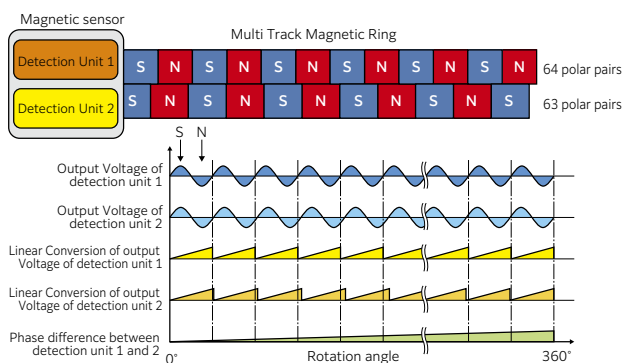 Magnetic sensor
Multi Track Magnetic Ring
Detection Unit 1
S N S N S N S N S N S N
64 polar pairs
Detection Unit 2
S N S N S N S N S N S
63 polar pairs
S N
Output Voltage of
detection unit 1
Output Voltage of
detection unit 2
Linear Conversion of output
Voltage of detection unit 1
Linear Conversion of output
Voltage of detection unit 2
Phase difference between
detection unit 1 and 2
0° Rotation angle 360°